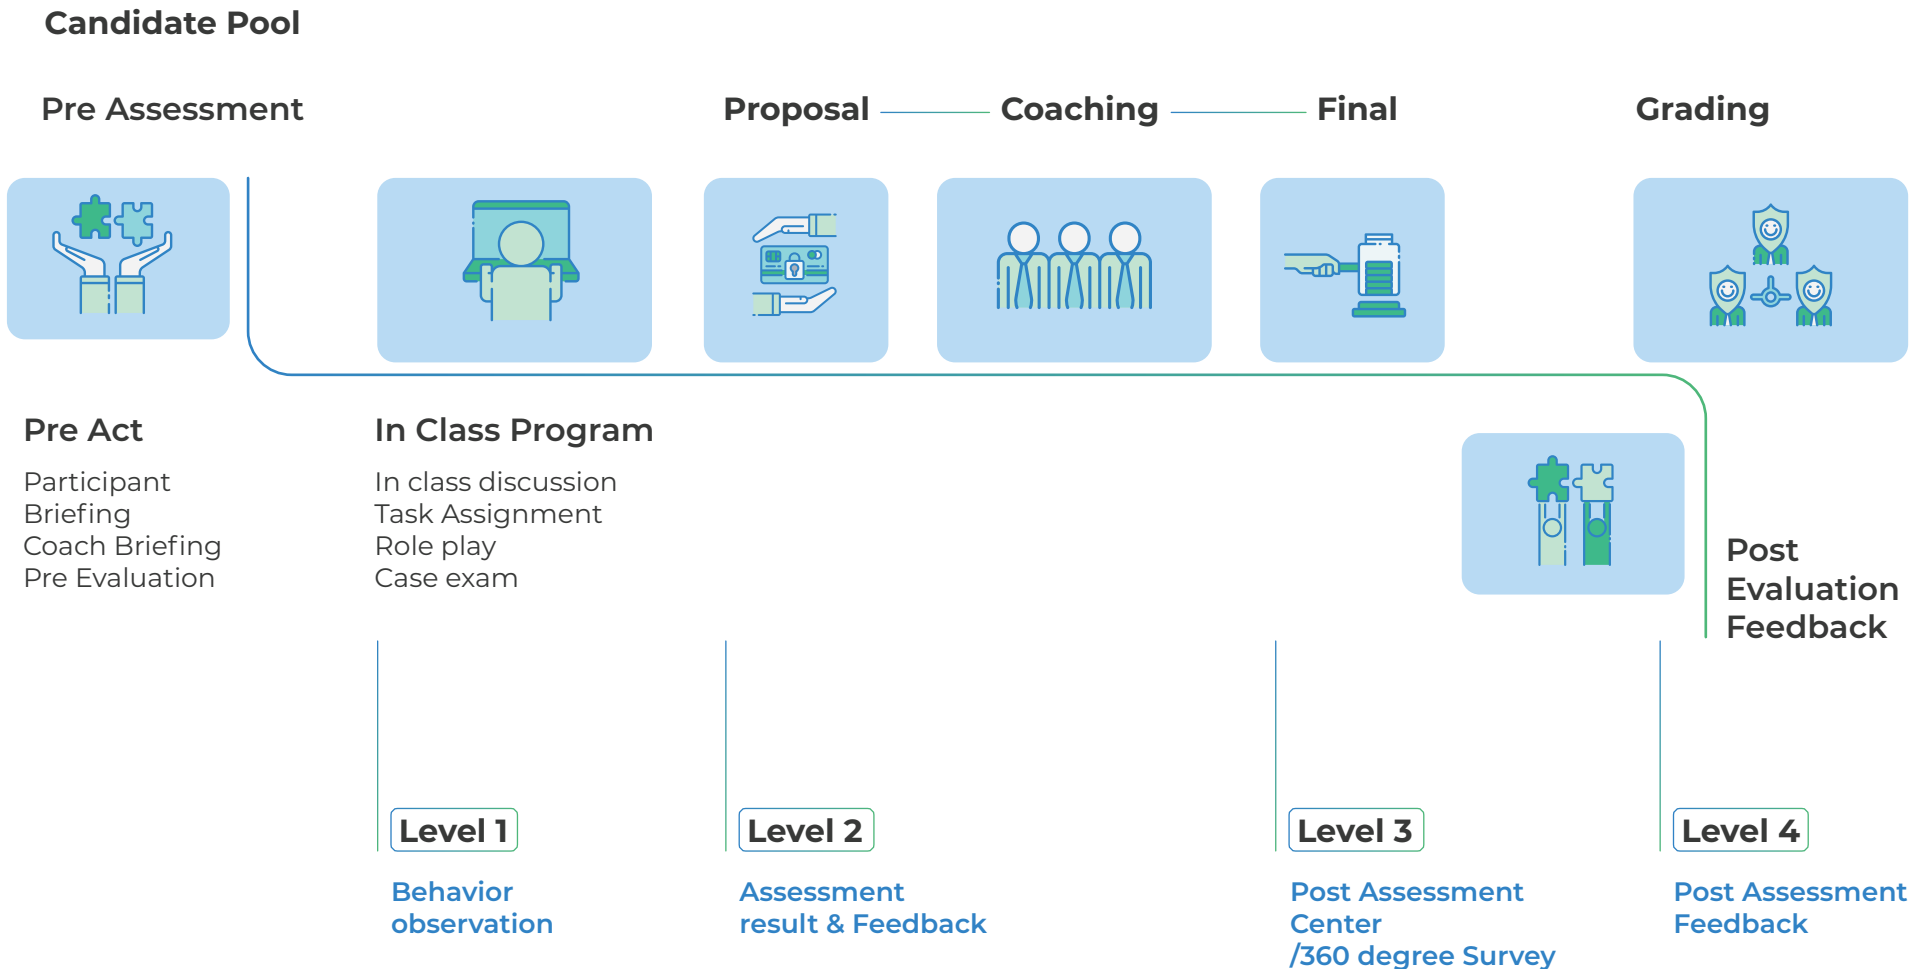 Candidate Pool
Pre Assessment
Proposal
Coaching
Final
Grading
Pre Act
Participant
Briefing
Coach Briefing
Pre Evaluation
In Class Program
In class discussion
Task Assignment
Role play
Case exam
Post
Evaluation
Feedback
Level 1
Behavior
observation
Level 2
Assessment
result & Feedback
Level 3
Post Assessment
Center
/360 degree Survey
Level 4
Post Assessment
Feedback